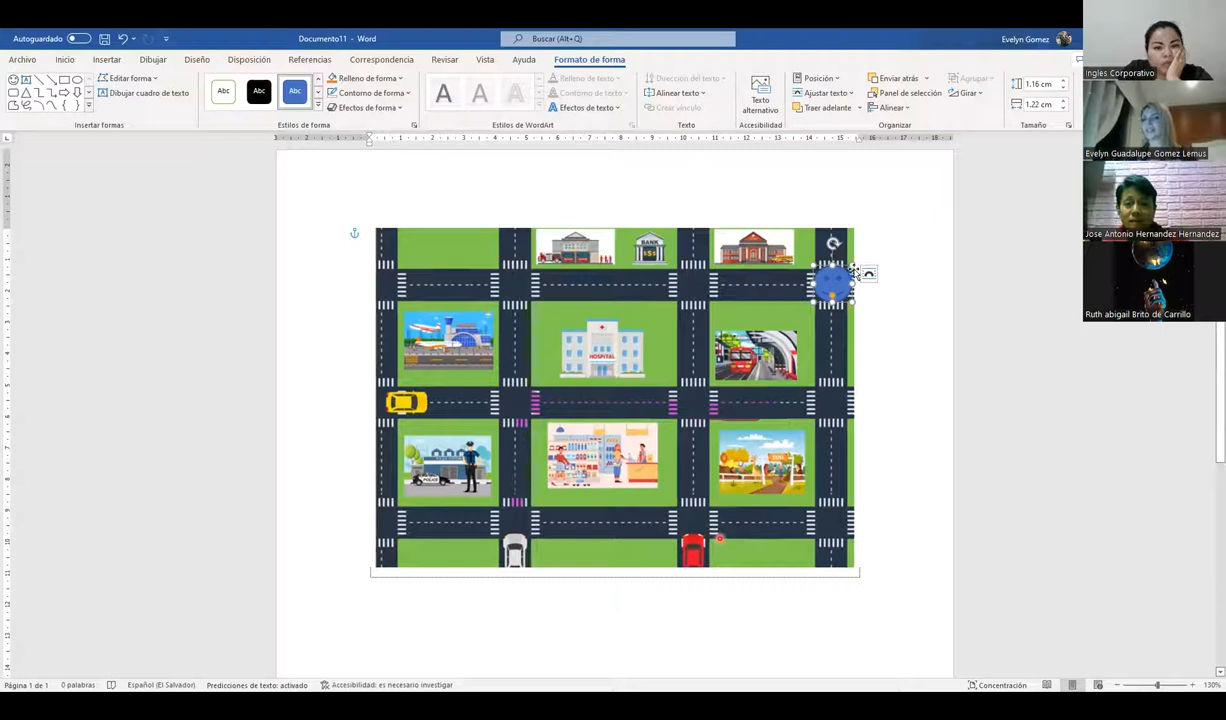 Autoguardado
Documento11 - Word
Buscar (Alt+Q)
Evelyn Gomez
Archivo Inicio Insertar Dibujar Diseño Disposición Referencias Correspondencia Revisar Vista Ayuda Formato de forma
Editar forma
Dibujar cuadro de texto
Insertar formas
Abc Abc Abc
Relleno de forma
Contorno de forma
Efectos de forma
Estilos de forma
A A A
Relleno de texto
Contorno de texto
Efectos de texto
Estilos de WordArt
Dirección del texto
Alinear texto
Crear vínculo
Texto
Texto
alternativo
Accesibilidad
Posición
Ajustar texto
Traer adelante
Enviar atrás
Panel de selección
Alinear
Agrupar
Girar
Organizar
1.16 cm
1.22 cm
Tamaño
Ingles Corporativo
Evelyn Guadalupe Gomez Lemus
Jose Antonio Hernandez Hernandez
Ruth abigail Brito de Carrillo
BANK
$$$
HOSPITAL
POLICE
ZOO
Página 1 de 1 0 palabras Español (El Salvador) Predicciones de texto: activado Accesibilidad: es necesario investigar
Concentración
130%